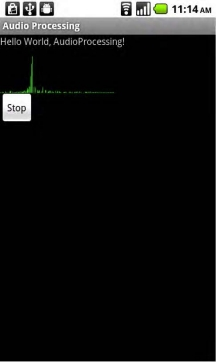 11:14 AM
Audio Processing
Hello World, AudioProcessing!
Stop